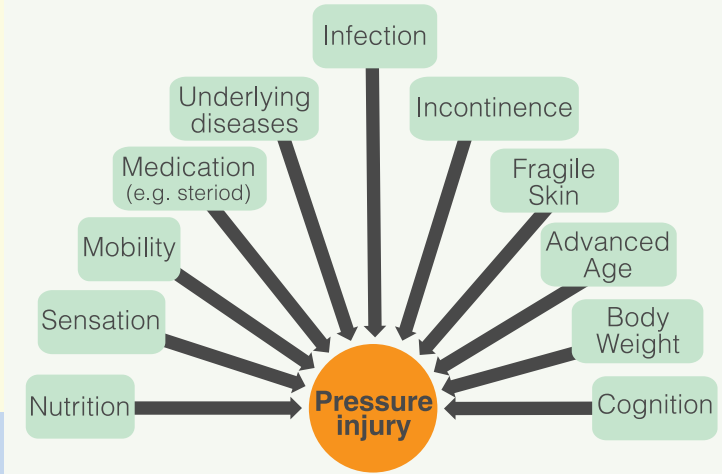 Infection
Underlying
diseases
Incontinence
Medication
(e.g. steriod)
Fragile
Skin
Mobility
Advanced
Age
Sensation
Body
Weight
Nutrition
Pressure
injury
Cognition